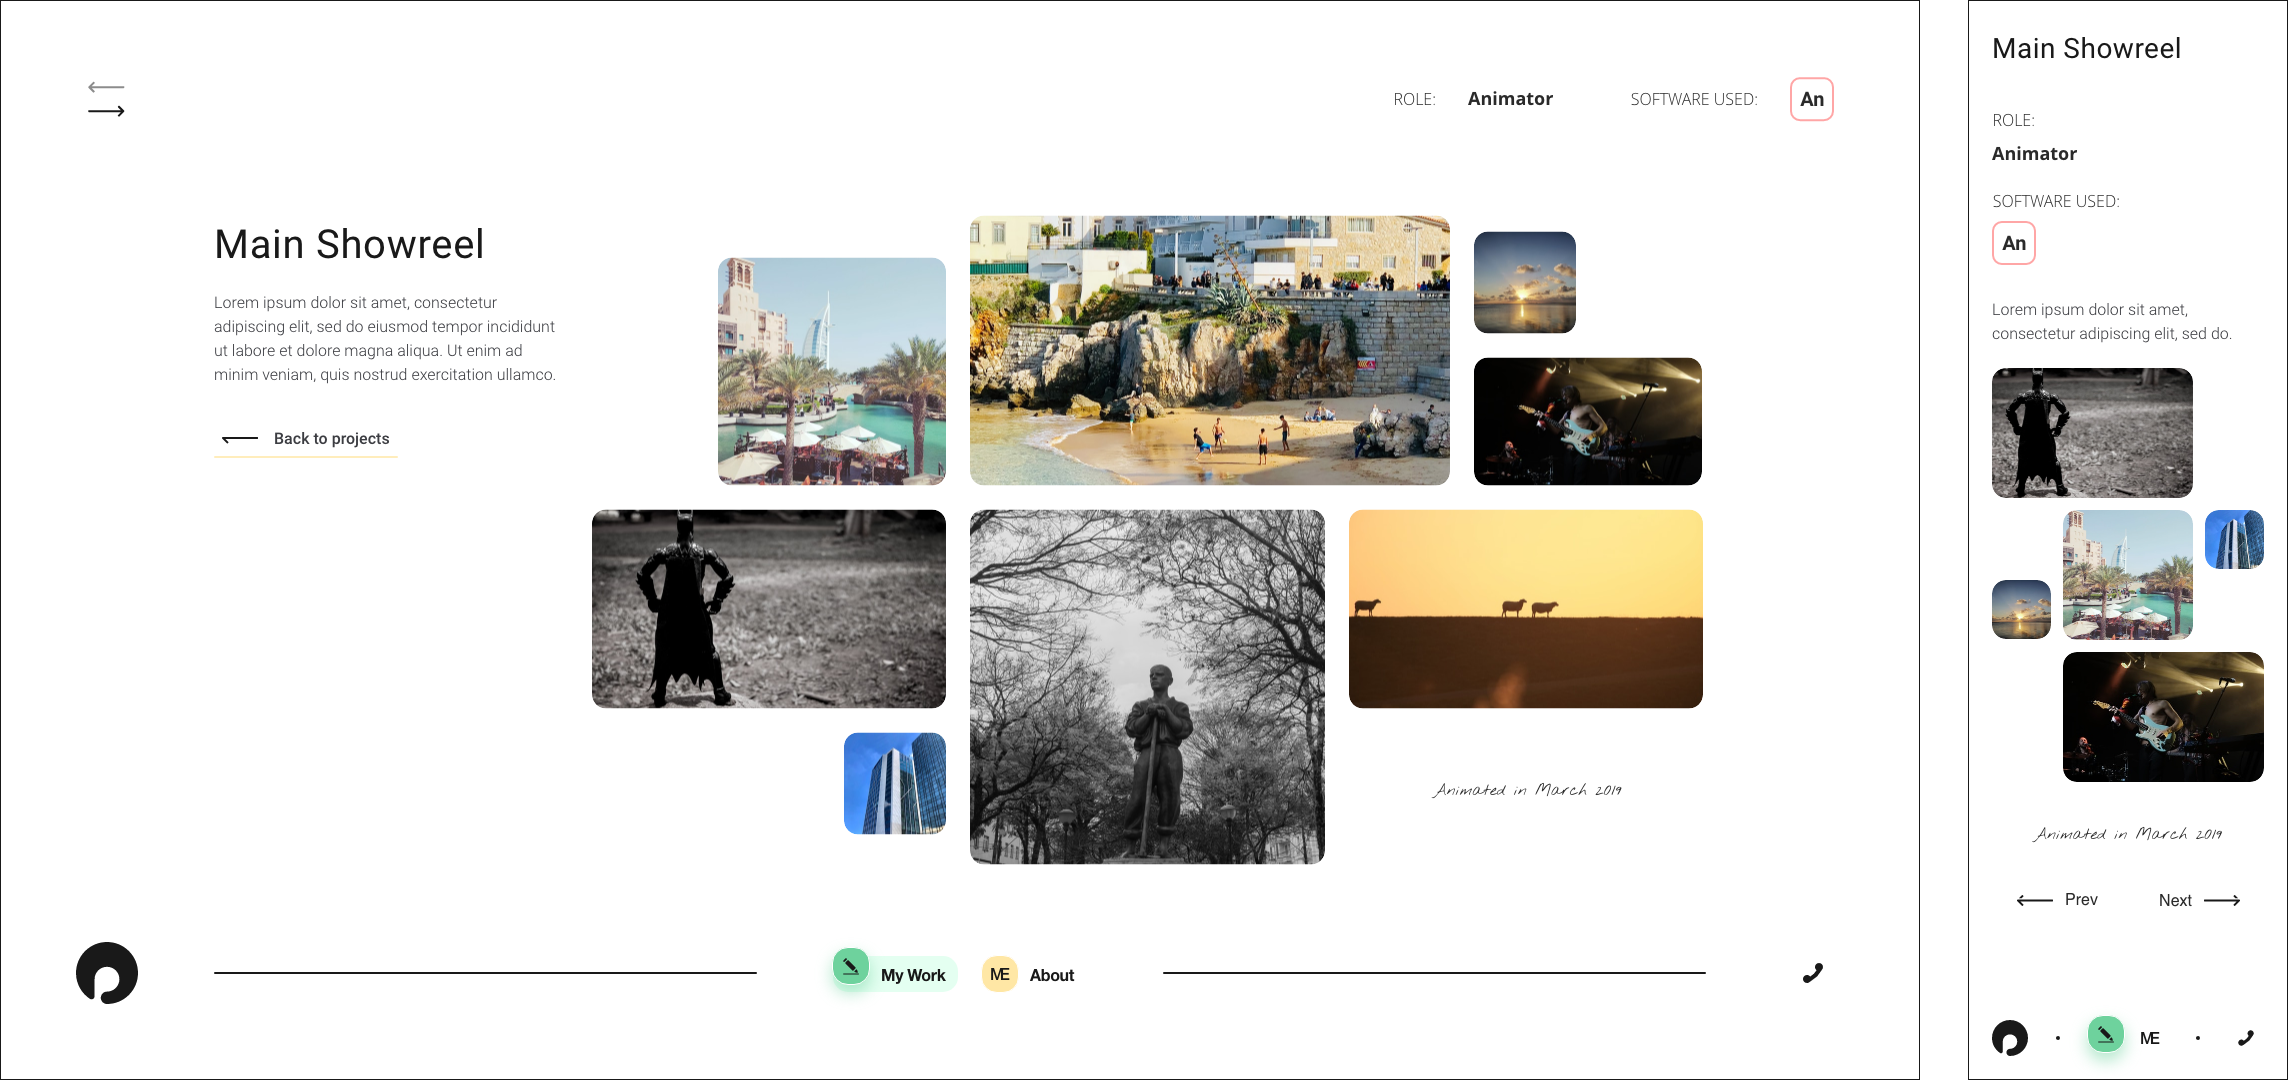 ROLE:
Animator
SOFTWARE USED:
An
Main Showreel
Lorem ipsum dolor sit amet, consectetur
adipiscing elit, sed do eiusmod tempor incididunt
ut labore et dolore magna aliqua. Ut enim ad
minim veniam, quis nostrud exercitation ullamco.
Back to projects
Animated in March 2019
My Work
ME
About
Main Showreel
ROLE:
Animator
SOFTWARE USED:
An
Lorem ipsum dolor sit amet,
consectetur adipiscing elit, sed do.
Animated in March 2019
Prev
Next
ME